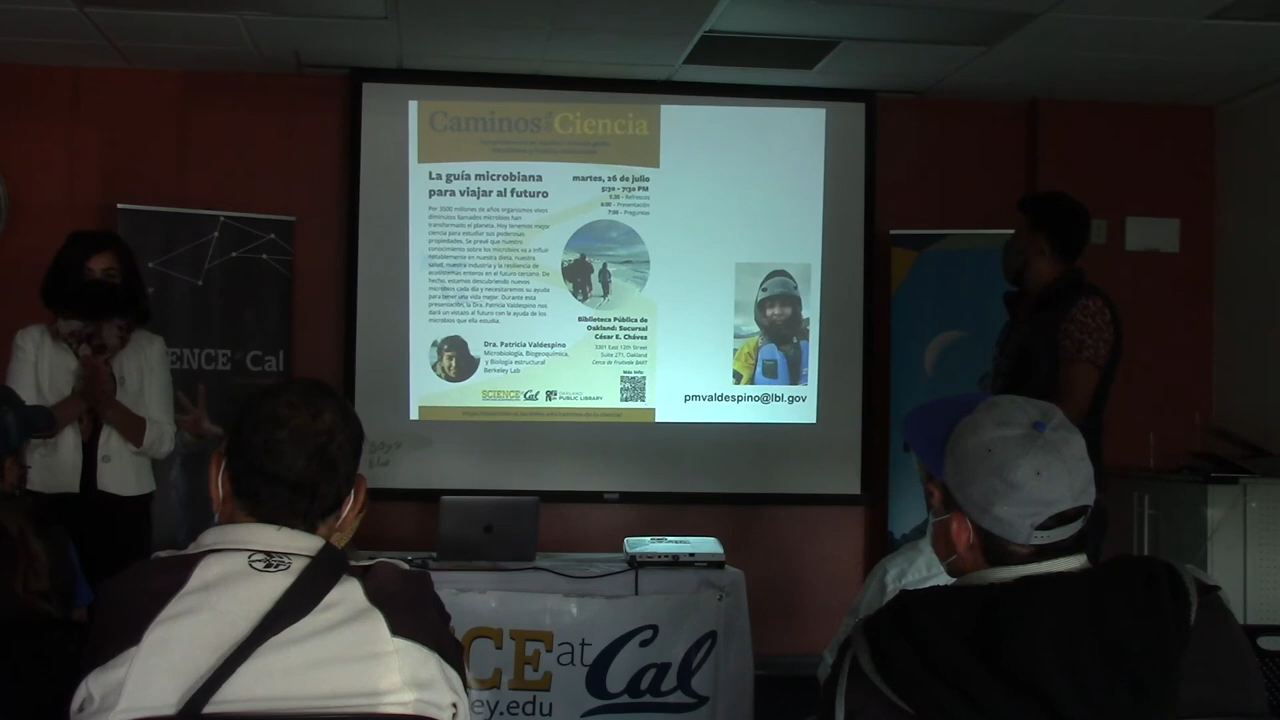 Caminos Ciencia
La guía microbiana
para viajar al futuro
Por 3500 millones de años organismos vivos
diminutos llamados microbios han
transformado el planeta. Hoy tenemos mejor
ciencia para estudiar sus poderosas
propiedades. Se prevé que nuestro
conocimiento sobre los microbios va a influir
notablemente en nuestra dieta, nuestra
salud, nuestra industria y la resiliencia de
ecosistemas enteros en el futuro cercano. De
hecho, estamos descubriendo nuevos
microbios cada día y necesitaremos su ayuda
para tener una vida mejor. Durante esta
presentación, la Dra. Patricia Valdespino nos
dará un vistazo al futuro con la ayuda de los
microbios que ella estudia.
martes, 26 de julio
5:30 - 7:30 PM
5:30 - Refrescos
6:00 - Presentación
7:00 - Preguntas
Biblioteca Pública de
Oakland: Sucursal
César E. Chávez
3301 East 12th Street
Suite 271, Oakland
Cerca de Fruitvale BART
Más info:
Dra. Patricia Valdespino
Microbiología, Biogeoquímica,
y Biología estructural
Berkeley Lab
SCIENCE at Cal
OAKLAND
PUBLIC LIBRARY
pmvaldespino@lbl.gov
ENCE at Cal
CE at Cal
ey.edu